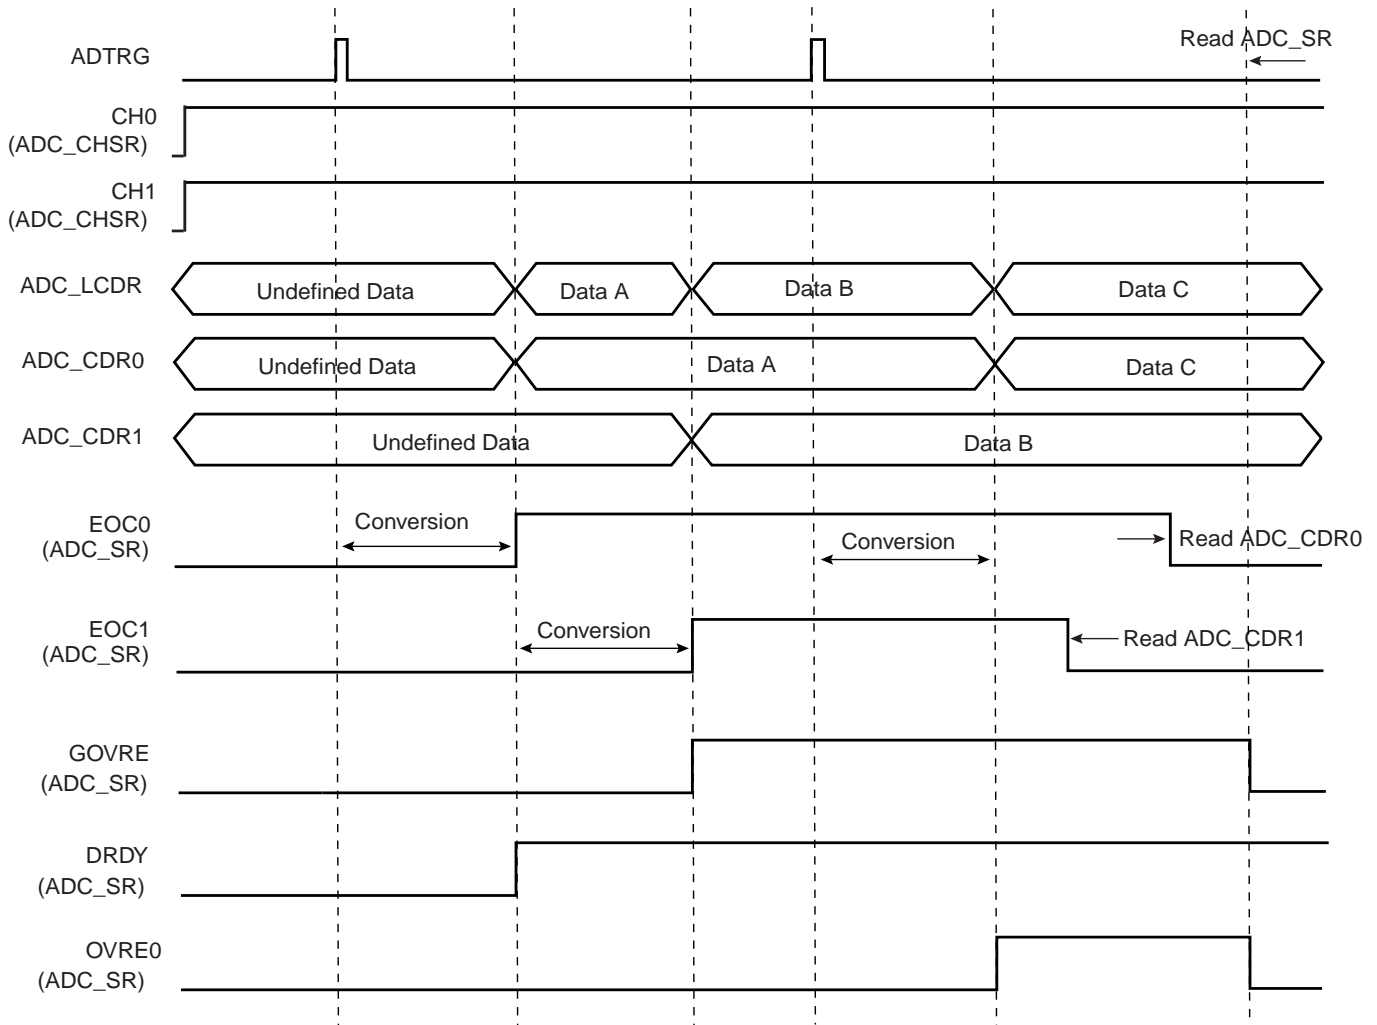 Read ADC_SR
ADTRG
CH0
(ADC_CHSR)
CH1
(ADC_CHSR)
ADC_LCDR
Undefined Data
Data A
Data B
Data C
ADC_CDR0
Undefined Data
Data A
Data C
ADC_CDR1
Undefined Data
Data B
EOC0
(ADC_SR)
Conversion
Conversion
Read ADC_CDR0
EOC1
(ADC_SR)
Conversion
Read ADC_CDR1
GOVRE
(ADC_SR)
DRDY
(ADC_SR)
OVRE0
(ADC_SR)